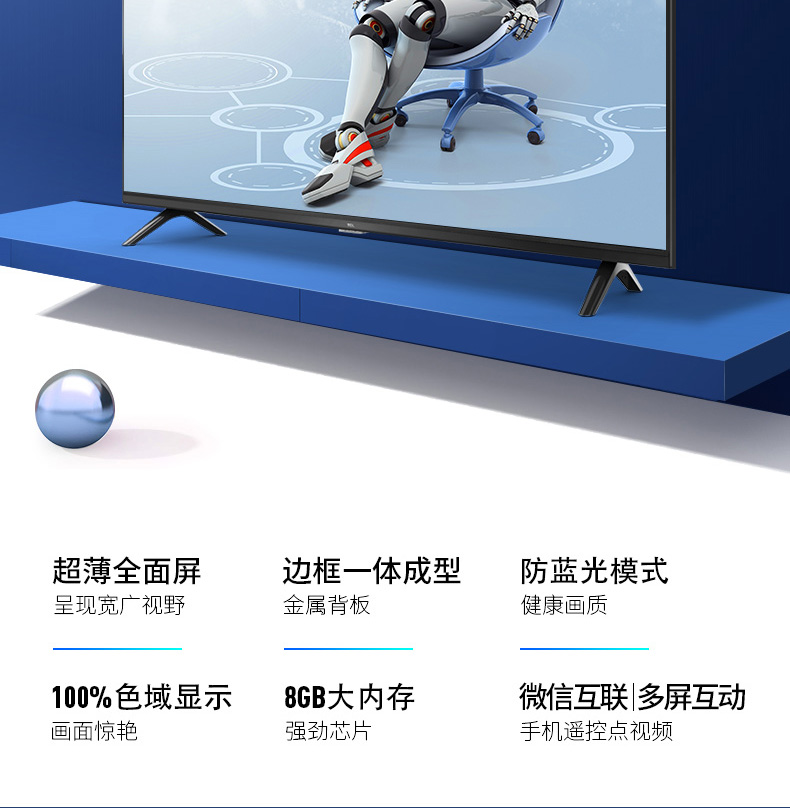 TCL
超薄全面屏
呈现宽广视野
边框一体成型
金属背板
防蓝光模式
健康画质
100%色域显示
画面惊艳
8GB大内存
强劲芯片
微信互联|多屏互动
手机遥控点视频